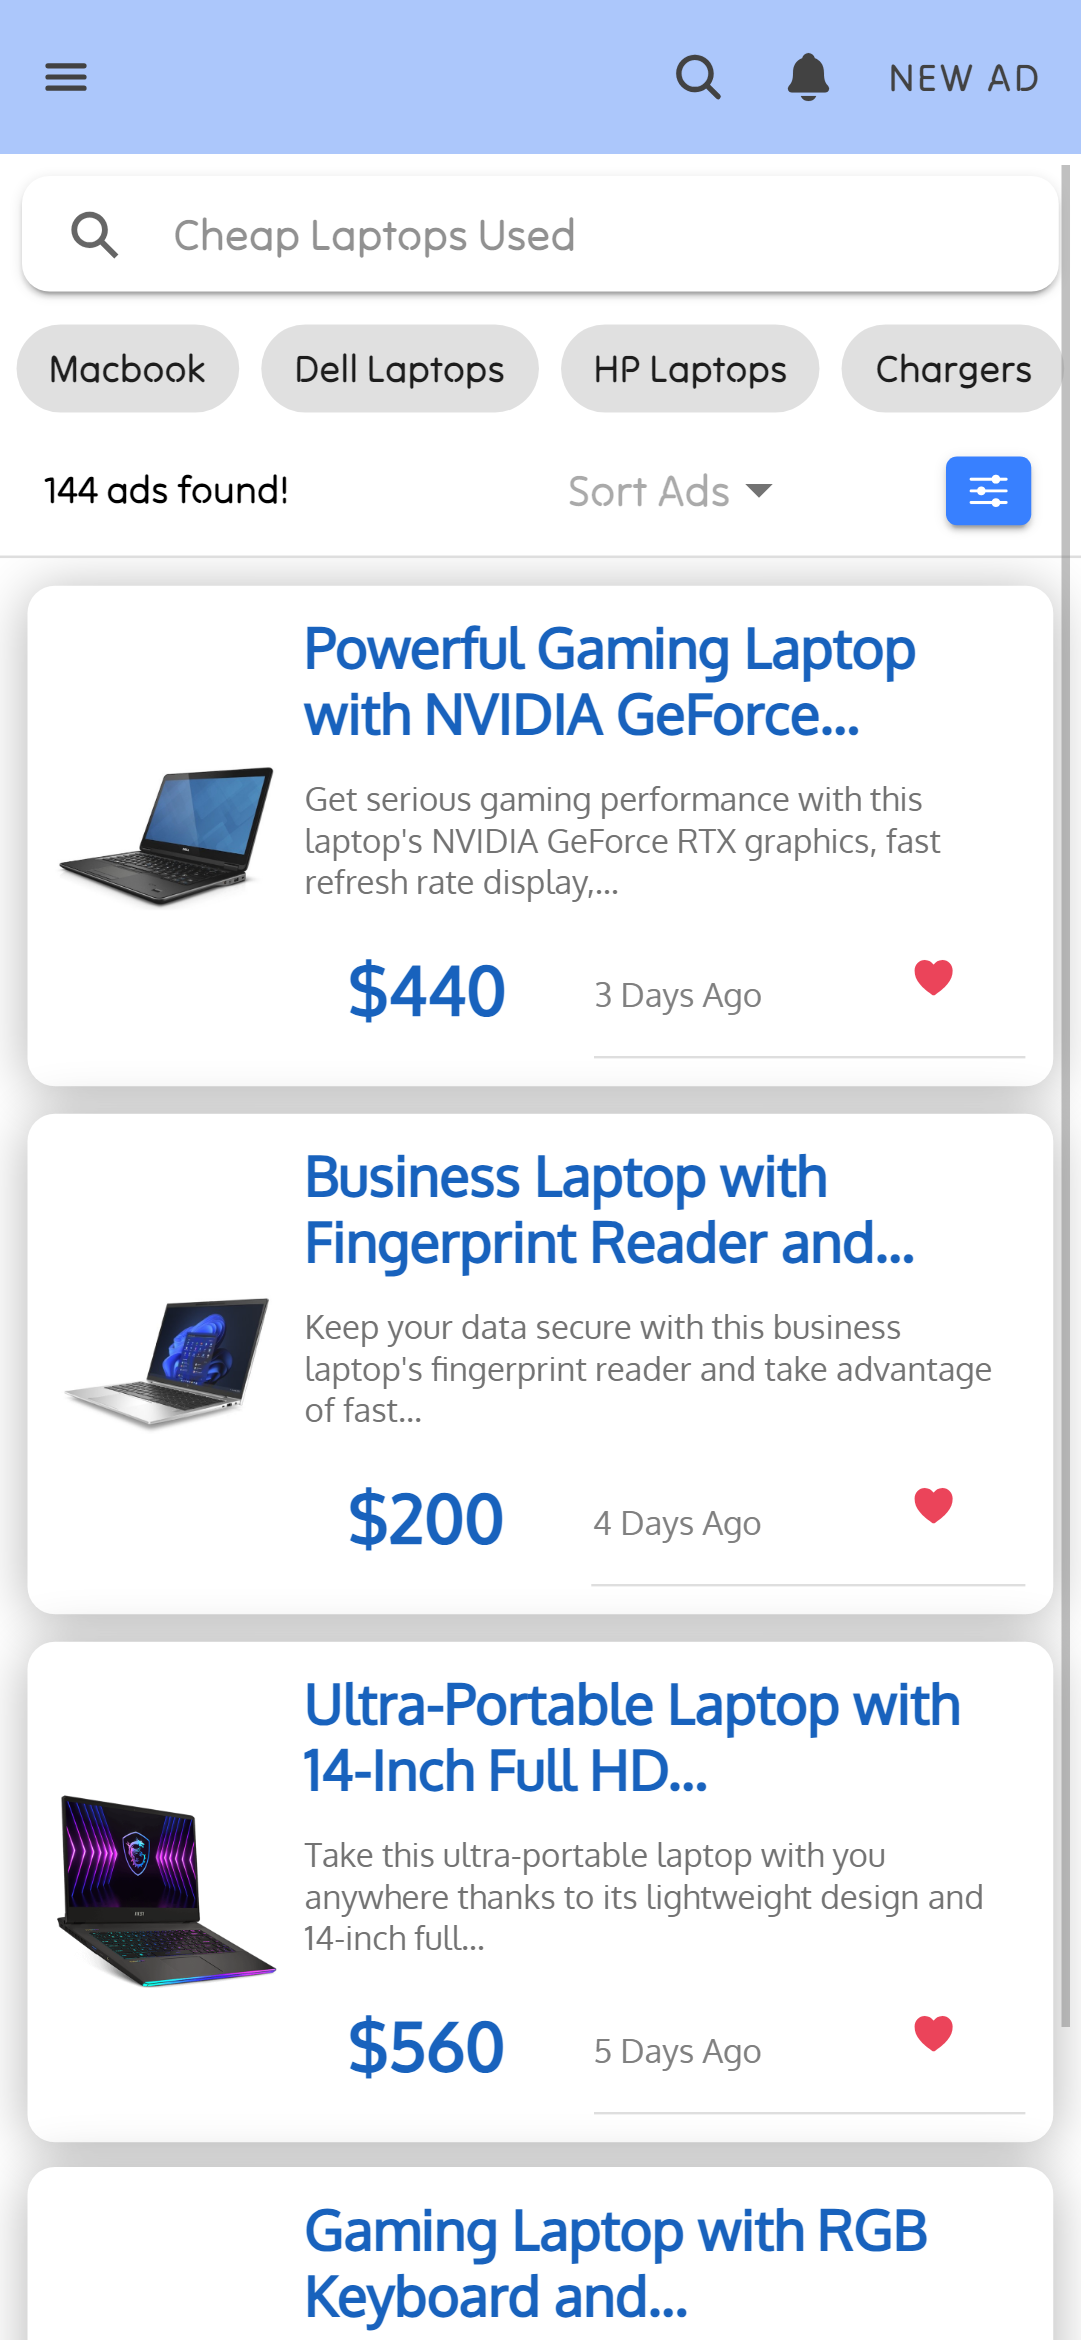 NEW AD
Cheap Laptops Used
Macbook
Dell Laptops
HP Laptops
Chargers
144 ads found!
Sort Ads
Powerful Gaming Laptop
with NVIDIA GeForce...
Get serious gaming performance with this
laptop's NVIDIA GeForce RTX graphics, fast
refresh rate display,...
$440
3 Days Ago
Business Laptop with
Fingerprint Reader and...
Keep your data secure with this business
laptop's fingerprint reader and take advantage
of fast...
$200
4 Days Ago
Ultra-Portable Laptop with
14-Inch Full HD...
Take this ultra-portable laptop with you
anywhere thanks to its lightweight design and
14-inch full...
$560
5 Days Ago
Gaming Laptop with RGB
Keyboard and...